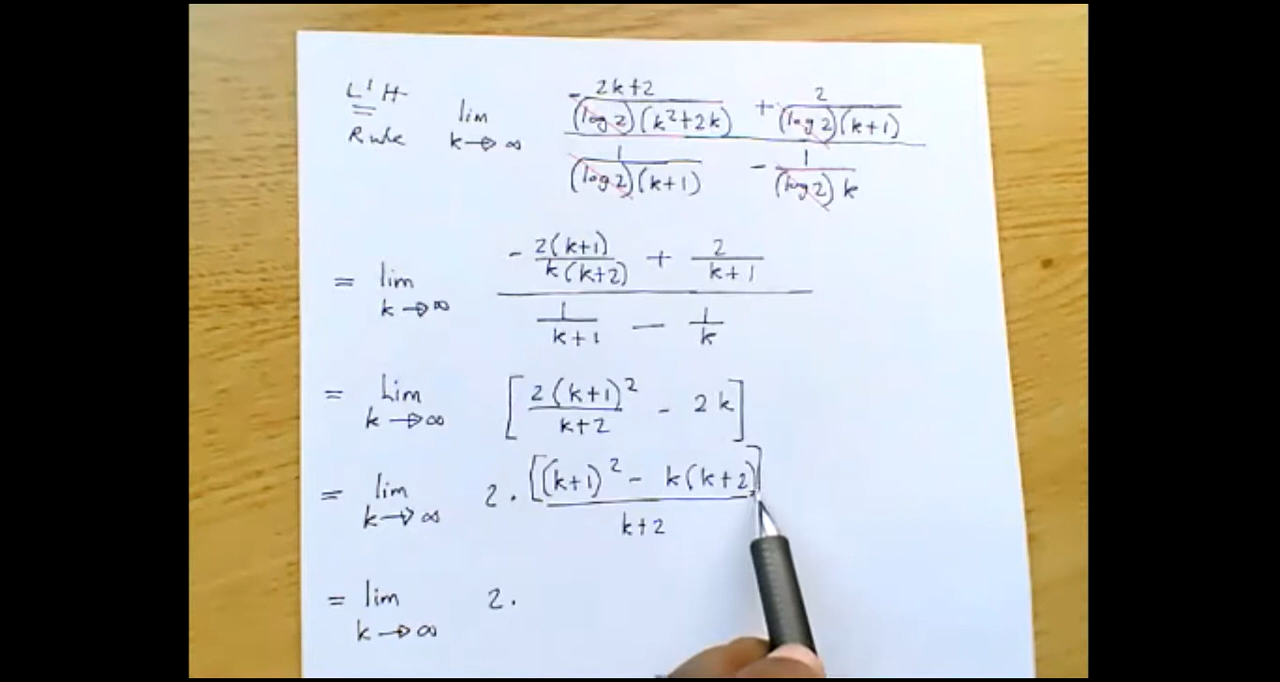 L'H Rule lim k→∞ (- (2k+2)/((log 2)(k²+2k)) + 2/((log 2)(k+1))) / (1/((log 2)(k+1)) - 1/((log 2) k))
= lim k→∞ (- 2(k+1)/(k(k+2)) + 2/(k+1)) / (1/(k+1) - 1/k)
= Lim k→∞ [2(k+1)²/(k+2) - 2k]
= lim k→∞ 2 · [(k+1)² - k(k+2)]/(k+2)
= lim k→∞ 2 ·